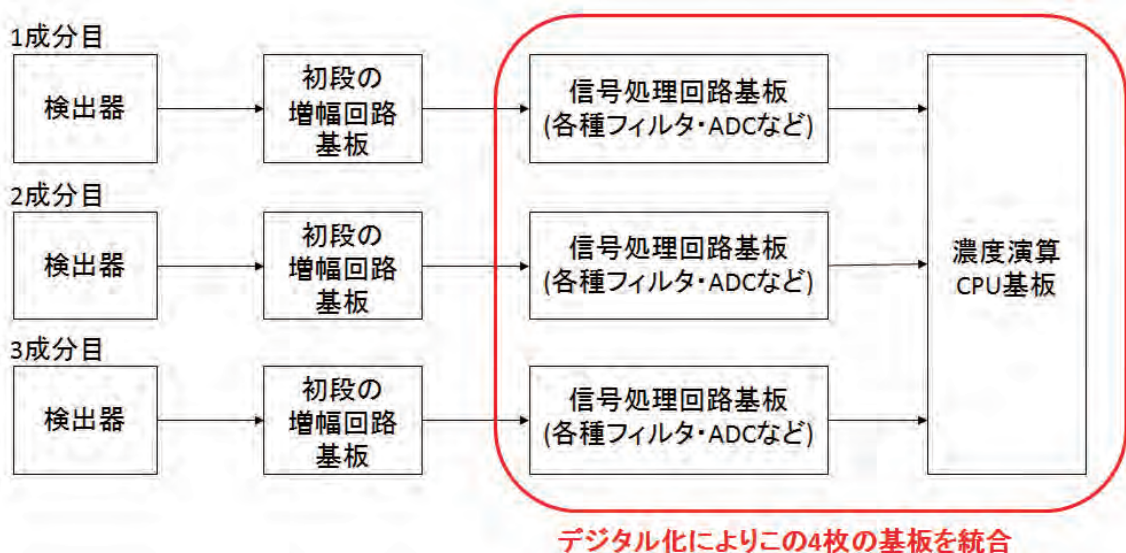 1成分目
検出器
初段の
増幅回路
基板
信号処理回路基板
(各種フィルタ・ADCなど)
2成分目
検出器
初段の
増幅回路
基板
信号処理回路基板
(各種フィルタ・ADCなど)
濃度演算
CPU基板
3成分目
検出器
初段の
増幅回路
基板
信号処理回路基板
(各種フィルタ・ADCなど)
デジタル化によりこの4枚の基板を統合